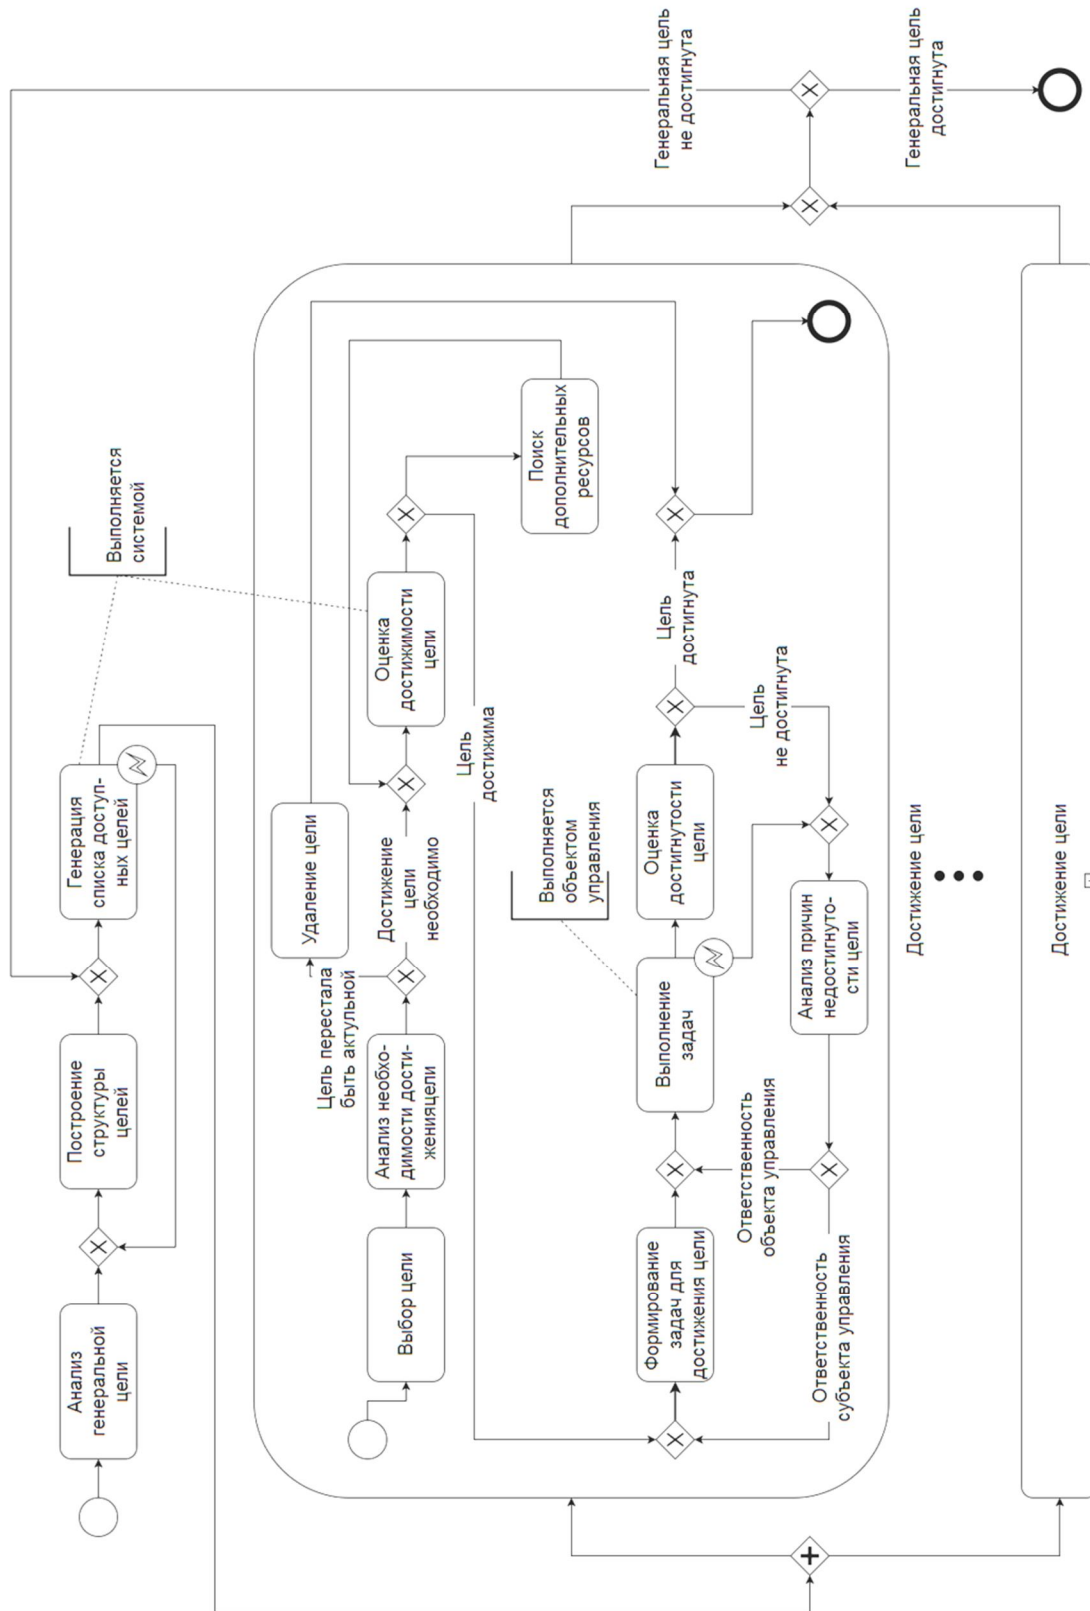 Анализ
генеральной
цели
Построение
структуры
целей
Генерация
списка доступ-
ных целей
Выполняется
системой
Генеральная цель
не достигнута
Генеральная цель
достигнута
Выбор цели
Анализ необхо-
димости дости-
женияцели
Цель перестала
быть актульной
Удаление цели
Достижение
цели
необходимо
Оценка
достижимости
цели
Цель
достижима
Поиск
дополнительных
ресурсов
Формирование
задач для
достижения цели
Выполнение
задач
Выполняется
объектом
управления
Оценка
достигнутости
цели
Цель
достигнута
Цель
не достигнута
Анализ причин
недостигнуто-
сти цели
Ответственность
объекта управления
Ответственность
субъекта управления
Достижение цели
Достижение цели